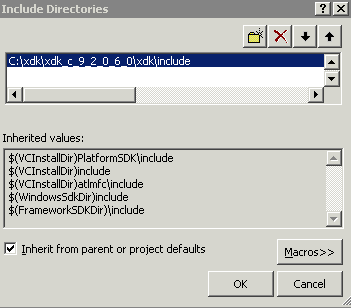 Include Directories
C:\xdk\xdk_c_9_2_0_6_0\xdk\include
Inherited values:
$(VCInstallDir)PlatformSDK\include
$(VCInstallDir)include
$(VCInstallDir)atlmfc\include
$(WindowsSdkDir)include
$(FrameworkSDKDir)\include
Inherit from parent or project defaults
Macros>>
OK
Cancel